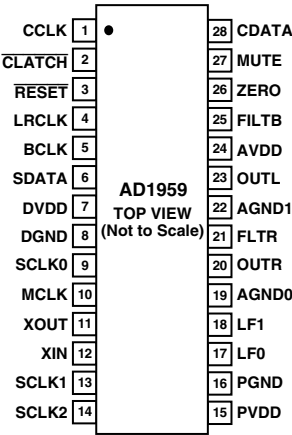 CCLK 1 28 CDATA
CLATCH 2 27 MUTE
RESET 3 26 ZERO
LRCLK 4 25 FILTB
BCLK 5 24 AVDD
SDATA 6 23 OUTL
DVDD 7 22 AGND1
DGND 8 21 FLTR
SCLK0 9 20 OUTR
MCLK 10 19 AGND0
XOUT 11 18 LF1
XIN 12 17 LF0
SCLK1 13 16 PGND
SCLK2 14 15 PVDD
AD1959
TOP VIEW
(Not to Scale)